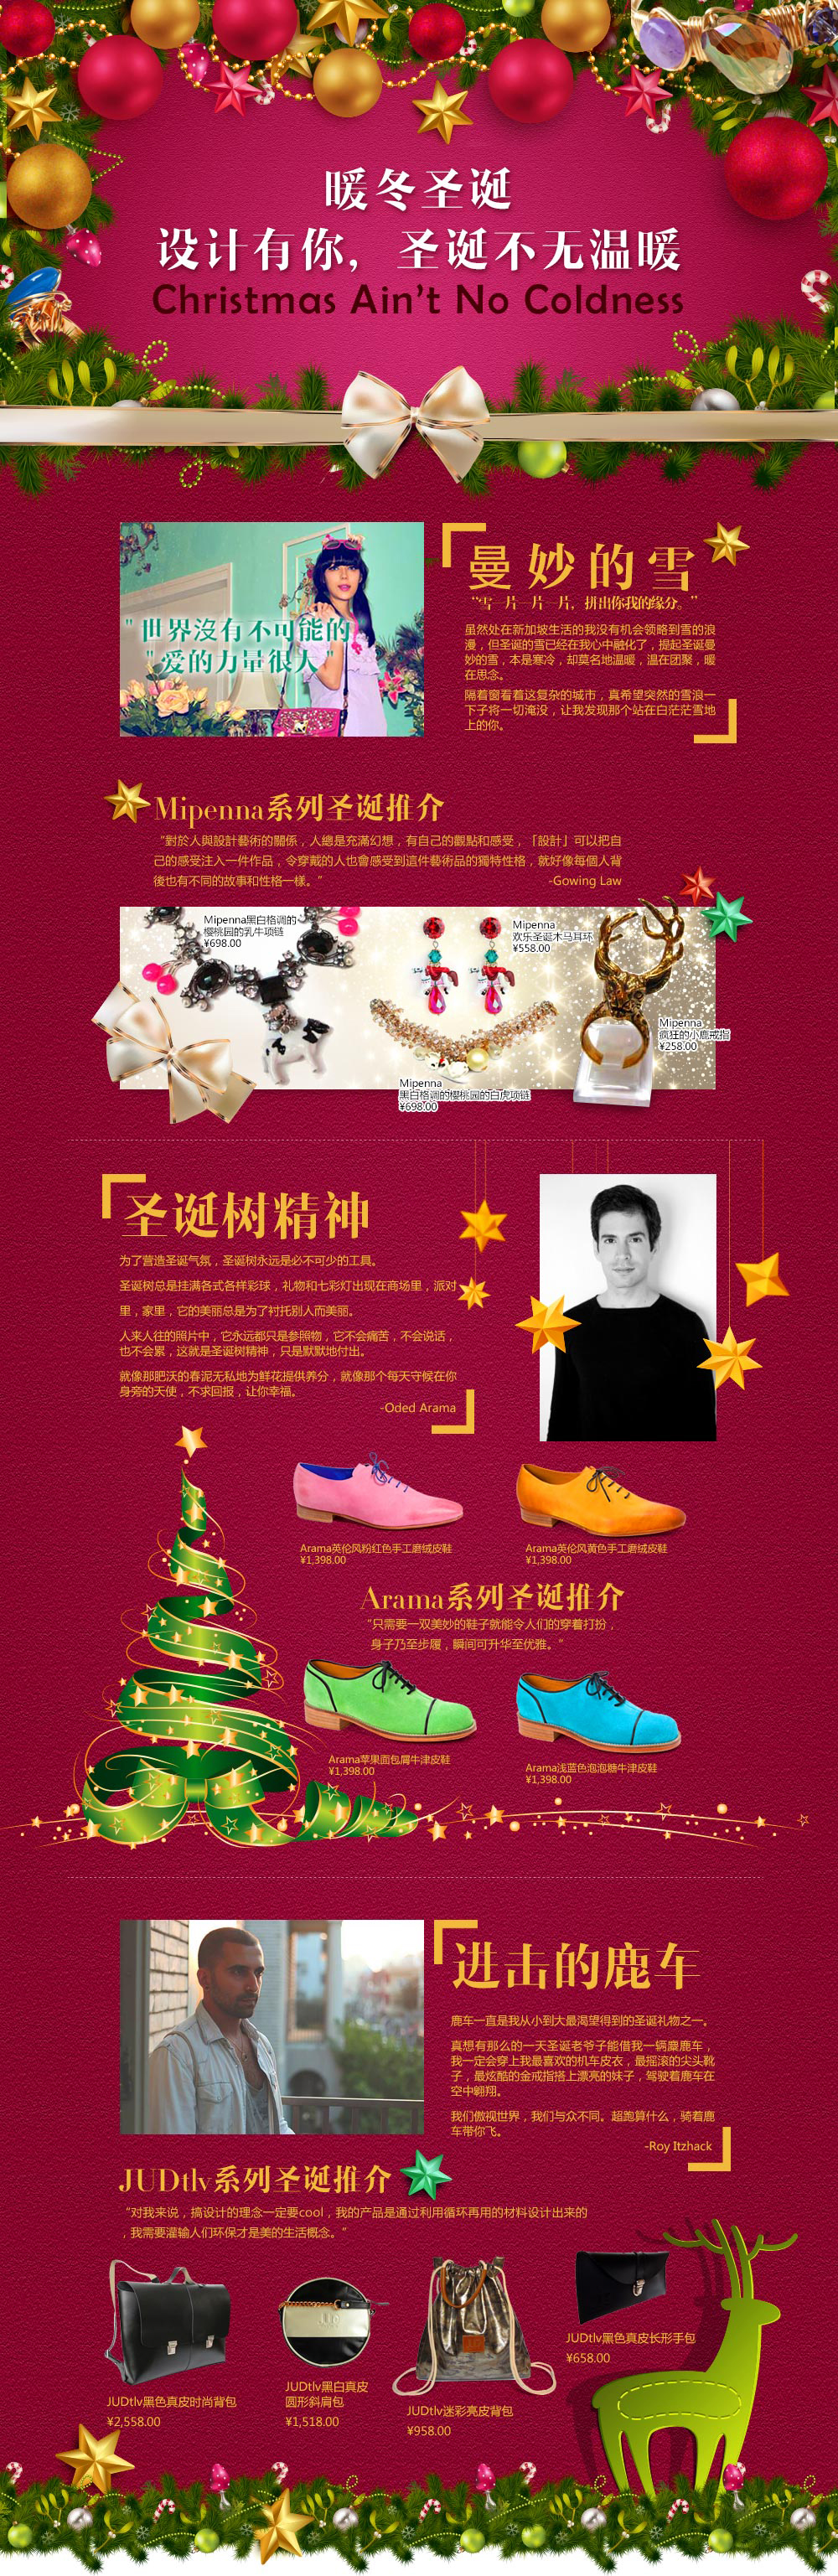 暖冬圣诞
设计有你，圣诞不无温暖
Christmas Ain't No Coldness
"世界沒有不可能的
"爱的力量很大"
曼妙的雪
"雪一片一片一片，拼出你我的缘分。"
虽然处在新加坡生活的我没有机会领略到雪的浪
漫，但圣诞的雪已经在我心中融化了，提起圣诞曼
妙的雪，本是寒冷，却莫名地温暖，温在团聚，暖
在思念。
隔着窗看着这复杂的城市，真希望突然的雪浪一
下子将一切淹没，让我发现那个站在白茫茫雪地
上的你。
Mipenna系列圣诞推介
"對於人與設計藝術的關係，人總是充滿幻想，有自己的觀點和感受，「設計」可以把自
己的感受注入一件作品，令穿戴的人也會感受到這件藝術品的獨特性格，就好像每個人背
後也有不同的故事和性格一樣。"
-Gowing Law
Mipenna黑白格调的
樱桃园的乳牛项链
¥698.00
Mipenna
欢乐圣诞木马耳环
¥558.00
Mipenna
疯狂的小鹿戒指
¥258.00
Mipenna
黑白格调的樱桃园的白虎项链
¥698.00
圣诞树精神
为了营造圣诞气氛，圣诞树永远是必不可少的工具。
圣诞树总是挂满各式各样彩球，礼物和七彩灯出现在商场里，派对
里，家里，它的美丽总是为了衬托别人而美丽。
人来人往的照片中，它永远都只是参照物，它不会痛苦，不会说话，
也不会累，这就是圣诞树精神，只是默默地付出。
就像那肥沃的春泥无私地为鲜花提供养分，就像那个每天守候在你
身旁的天使，不求回报，让你幸福。
-Oded Arama
Arama英伦风粉红色手工磨绒皮鞋
¥1,398.00
Arama英伦风黄色手工磨绒皮鞋
¥1,398.00
Arama系列圣诞推介
"只需要一双美妙的鞋子就能令人们的穿着打扮，
身子乃至步履，瞬间可升华至优雅。"
Arama苹果面包屑牛津皮鞋
¥1,398.00
Arama浅蓝色泡泡糖牛津皮鞋
¥1,398.00
进击的鹿车
鹿车一直是我从小到大最渴望得到的圣诞礼物之一。
真想有那么的一天圣诞老爷子能借我一辆麋鹿车，
我一定会穿上我最喜欢的机车皮衣，最摇滚的尖头靴
子，最炫酷的金戒指搭上漂亮的妹子，驾驶着鹿车在
空中翱翔。
我们傲视世界，我们与众不同。超跑算什么，骑着鹿
车带你飞。
-Roy Itzhack
JUDtlv系列圣诞推介
"对我来说，搞设计的理念一定要cool，我的产品是通过利用循环再用的材料设计出来的
，我需要灌输人们环保才是美的生活概念。"
JUDtlv黑色真皮时尚背包
¥2,558.00
JUDtlv黑白真皮
圆形斜肩包
¥1,518.00
JUDtlv迷彩亮皮背包
¥958.00
JUDtlv黑色真皮长形手包
¥658.00